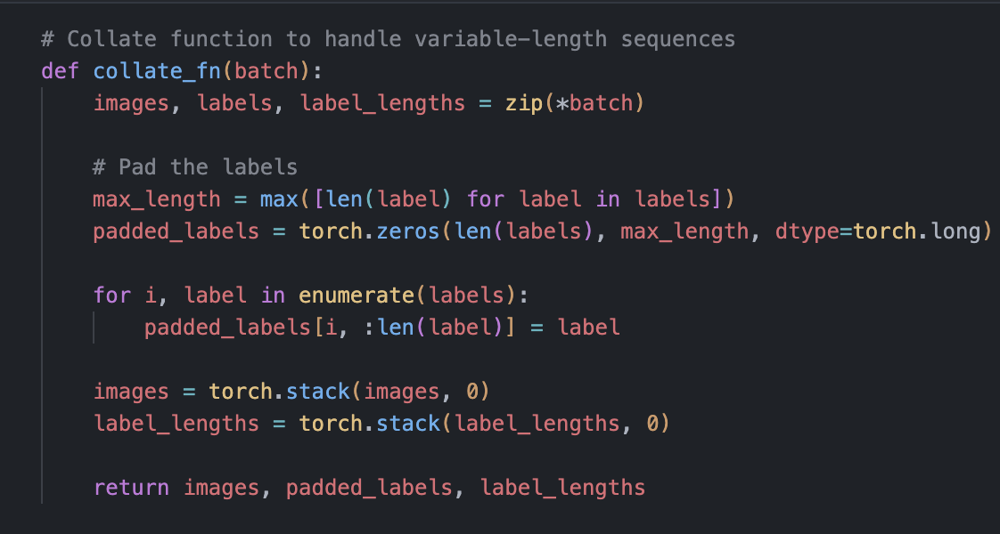 # Collate function to handle variable-length sequences
def collate_fn(batch):
    images, labels, label_lengths = zip(*batch)

    # Pad the labels
    max_length = max([len(label) for label in labels])
    padded_labels = torch.zeros(len(labels), max_length, dtype=torch.long)

    for i, label in enumerate(labels):
        padded_labels[i, :len(label)] = label

    images = torch.stack(images, 0)
    label_lengths = torch.stack(label_lengths, 0)

    return images, padded_labels, label_lengths